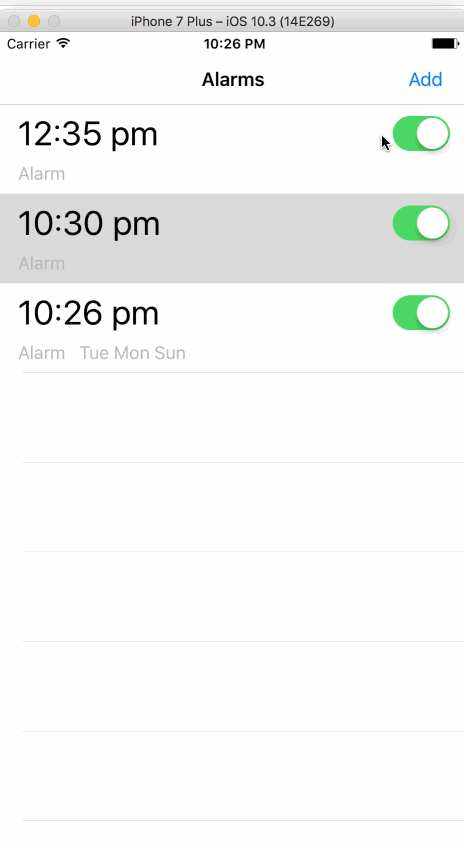 iPhone 7 Plus – iOS 10.3 (14E269)
Carrier 10:26 PM
Alarms Add
12:35 pm
Alarm
10:30 pm
Alarm
10:26 pm
Alarm Tue Mon Sun